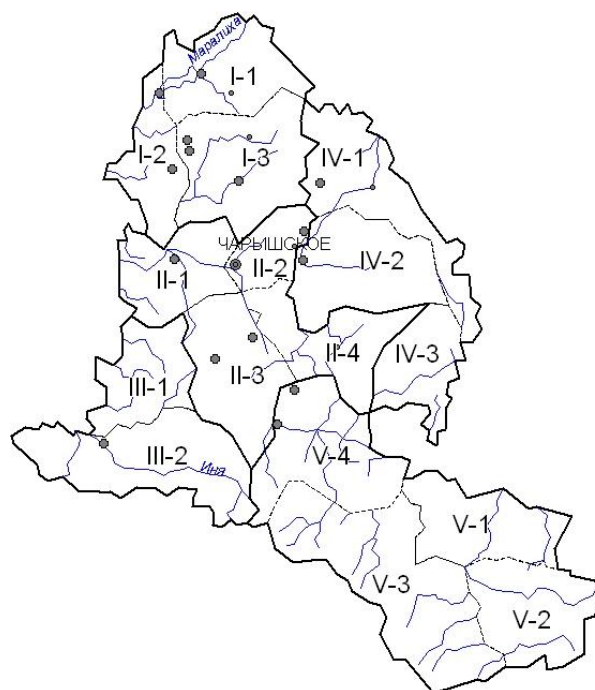 Маралиха
I-1
I-2
I-3
IV-1
ЧАРЫШСКОЕ
II-1
II-2
IV-2
II-3
II-4
IV-3
III-1
III-2
Иня
V-4
V-1
V-3
V-2